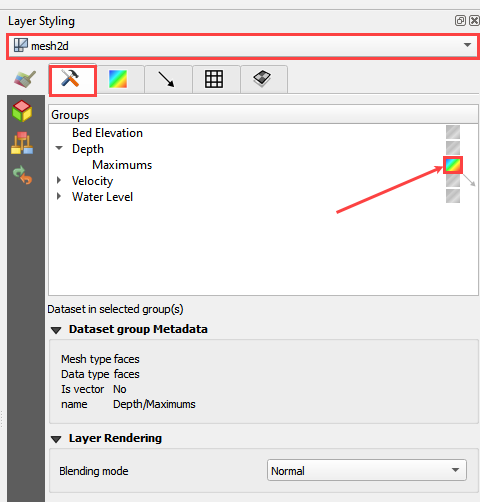 Layer Styling
mesh2d
Groups
Bed Elevation
Depth
Maximums
Velocity
Water Level
Dataset in selected group(s)
Dataset group Metadata
Mesh type faces
Data type faces
Is vector No
name Depth/Maximums
Layer Rendering
Blending mode Normal